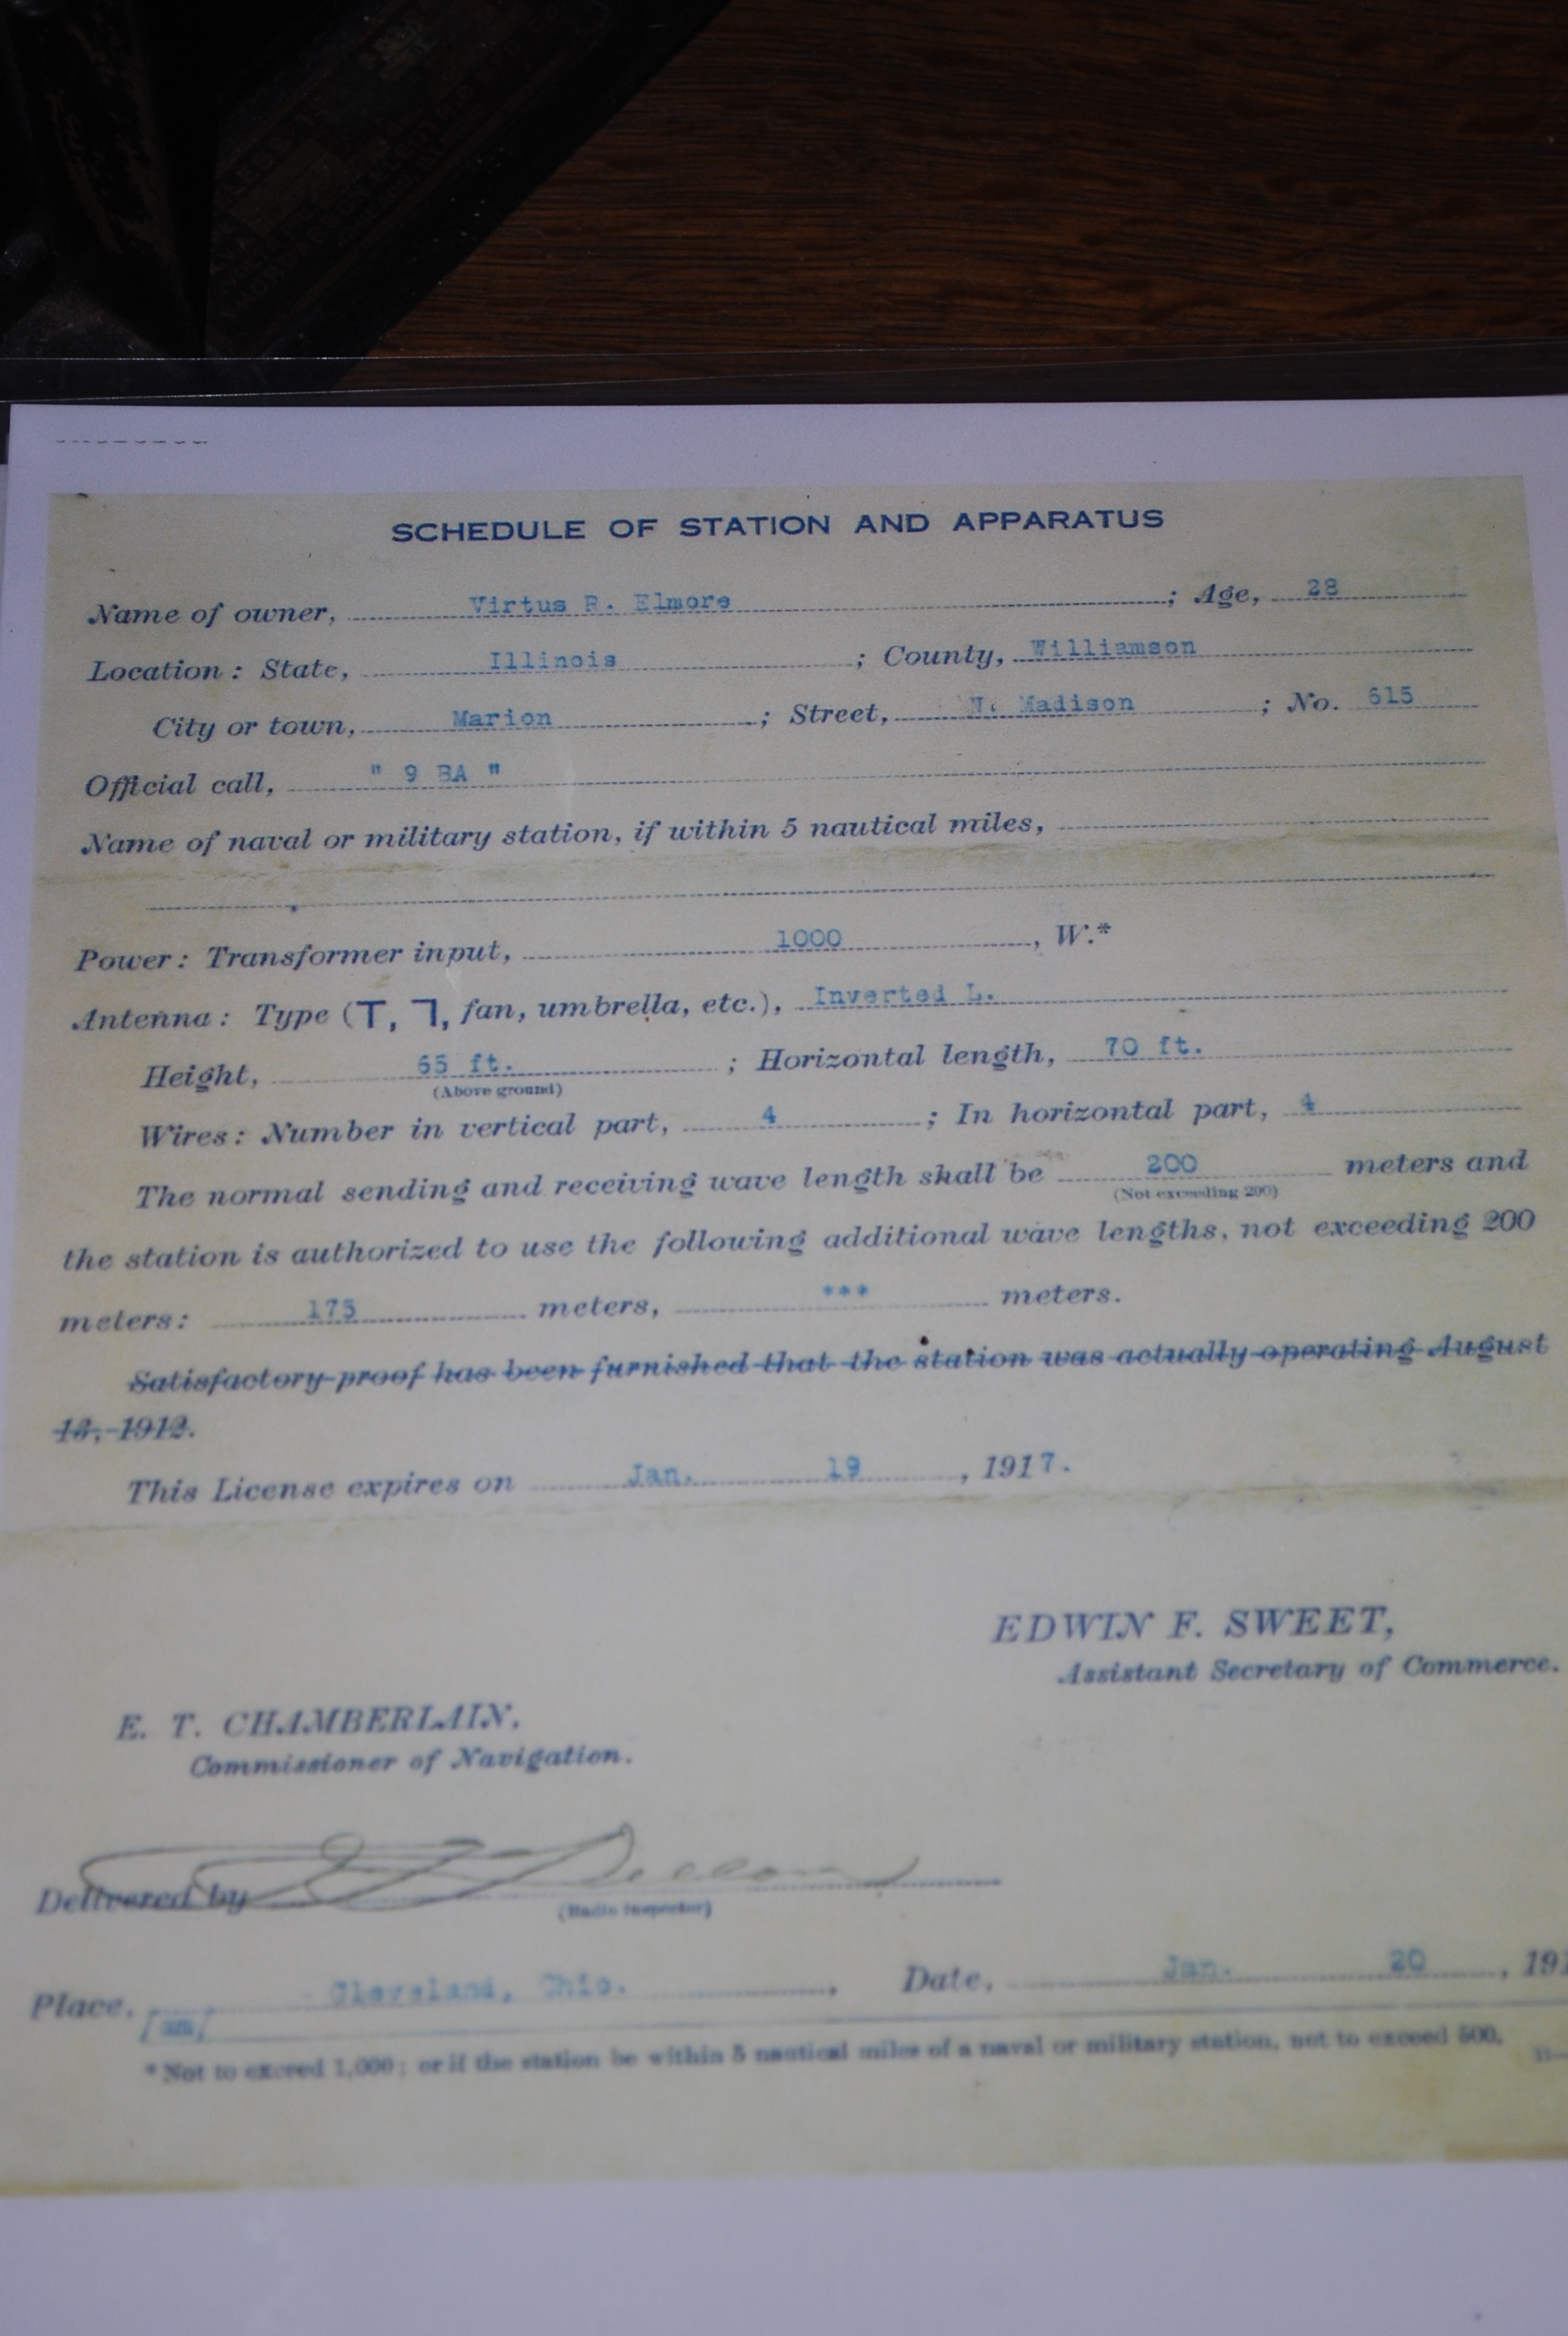 SCHEDULE OF STATION AND APPARATUS
Name of owner, Virtus R. Elmore ; Age, 28
Location : State, Illinois ; County, Williamson
City or town, Marion ; Street, N. Madison ; No. 615
Official call, " 9 BA "
Name of naval or military station, if within 5 nautical miles,
Power : Transformer input, 1000 , W.*
Antenna : Type (T, ㄱ, fan, umbrella, etc.), Inverted L.
Height, 65 ft. ; Horizontal length, 70 ft.
(Above ground)
Wires : Number in vertical part, 4 ; In horizontal part, 4
The normal sending and receiving wave length shall be 200 meters and
(Not exceeding 200)
the station is authorized to use the following additional wave lengths, not exceeding 200
meters : 175 meters, *** meters.
Satisfactory proof has been furnished that the station was actually operating August
13, 1912.
This License expires on Jan. 19 , 1917.
EDWIN F. SWEET,
Assistant Secretary of Commerce.
E. T. CHAMBERLAIN,
Commissioner of Navigation.
Delivered by
(Radio Inspector)
Place, Cleveland, Ohio. , Date, Jan. 20 , 191
* Not to exceed 1,000 ; or if the station be within 5 nautical miles of a naval or military station, not to exceed 500.